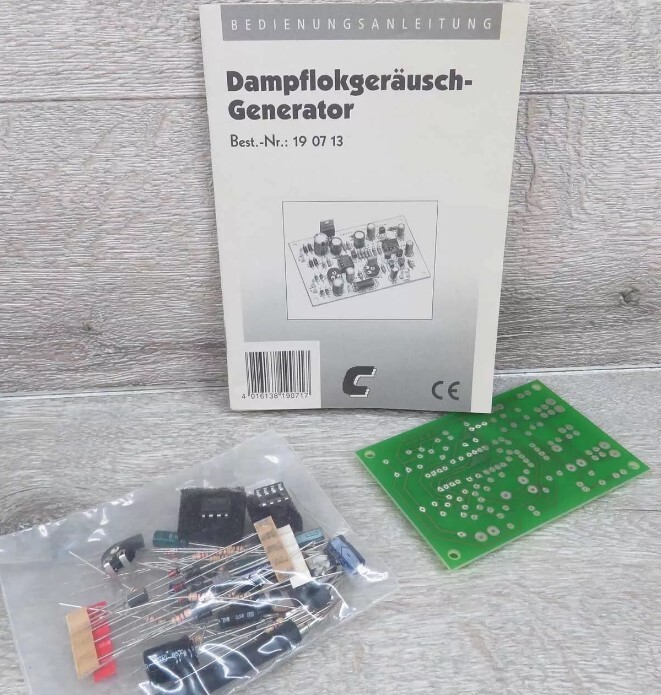 BEDIENUNGSANLEITUNG
Dampflokgeräusch-
Generator
Best.-Nr.: 19 07 13
4 016138 190717
C
CE